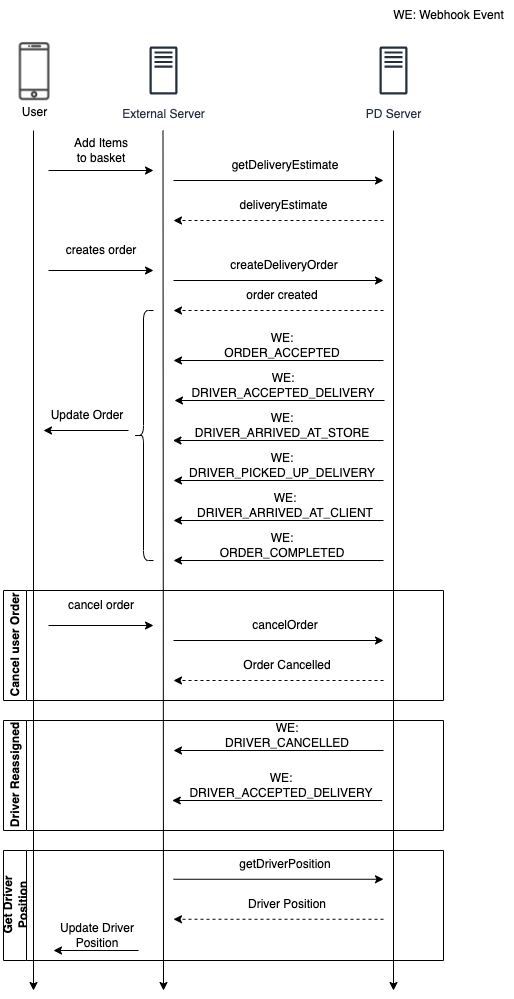 WE: Webhook Event
User
External Server
PD Server
Add Items
to basket
getDeliveryEstimate
deliveryEstimate
creates order
createDeliveryOrder
order created
WE:
ORDER_ACCEPTED
WE:
DRIVER_ACCEPTED_DELIVERY
Update Order
WE:
DRIVER_ARRIVED_AT_STORE
WE:
DRIVER_PICKED_UP_DELIVERY
WE:
DRIVER_ARRIVED_AT_CLIENT
WE:
ORDER_COMPLETED
Cancel user Order
cancel order
cancelOrder
Order Cancelled
Driver Reassigned
WE:
DRIVER_CANCELLED
WE:
DRIVER_ACCEPTED_DELIVERY
Get Driver
Position
getDriverPosition
Driver Position
Update Driver
Position